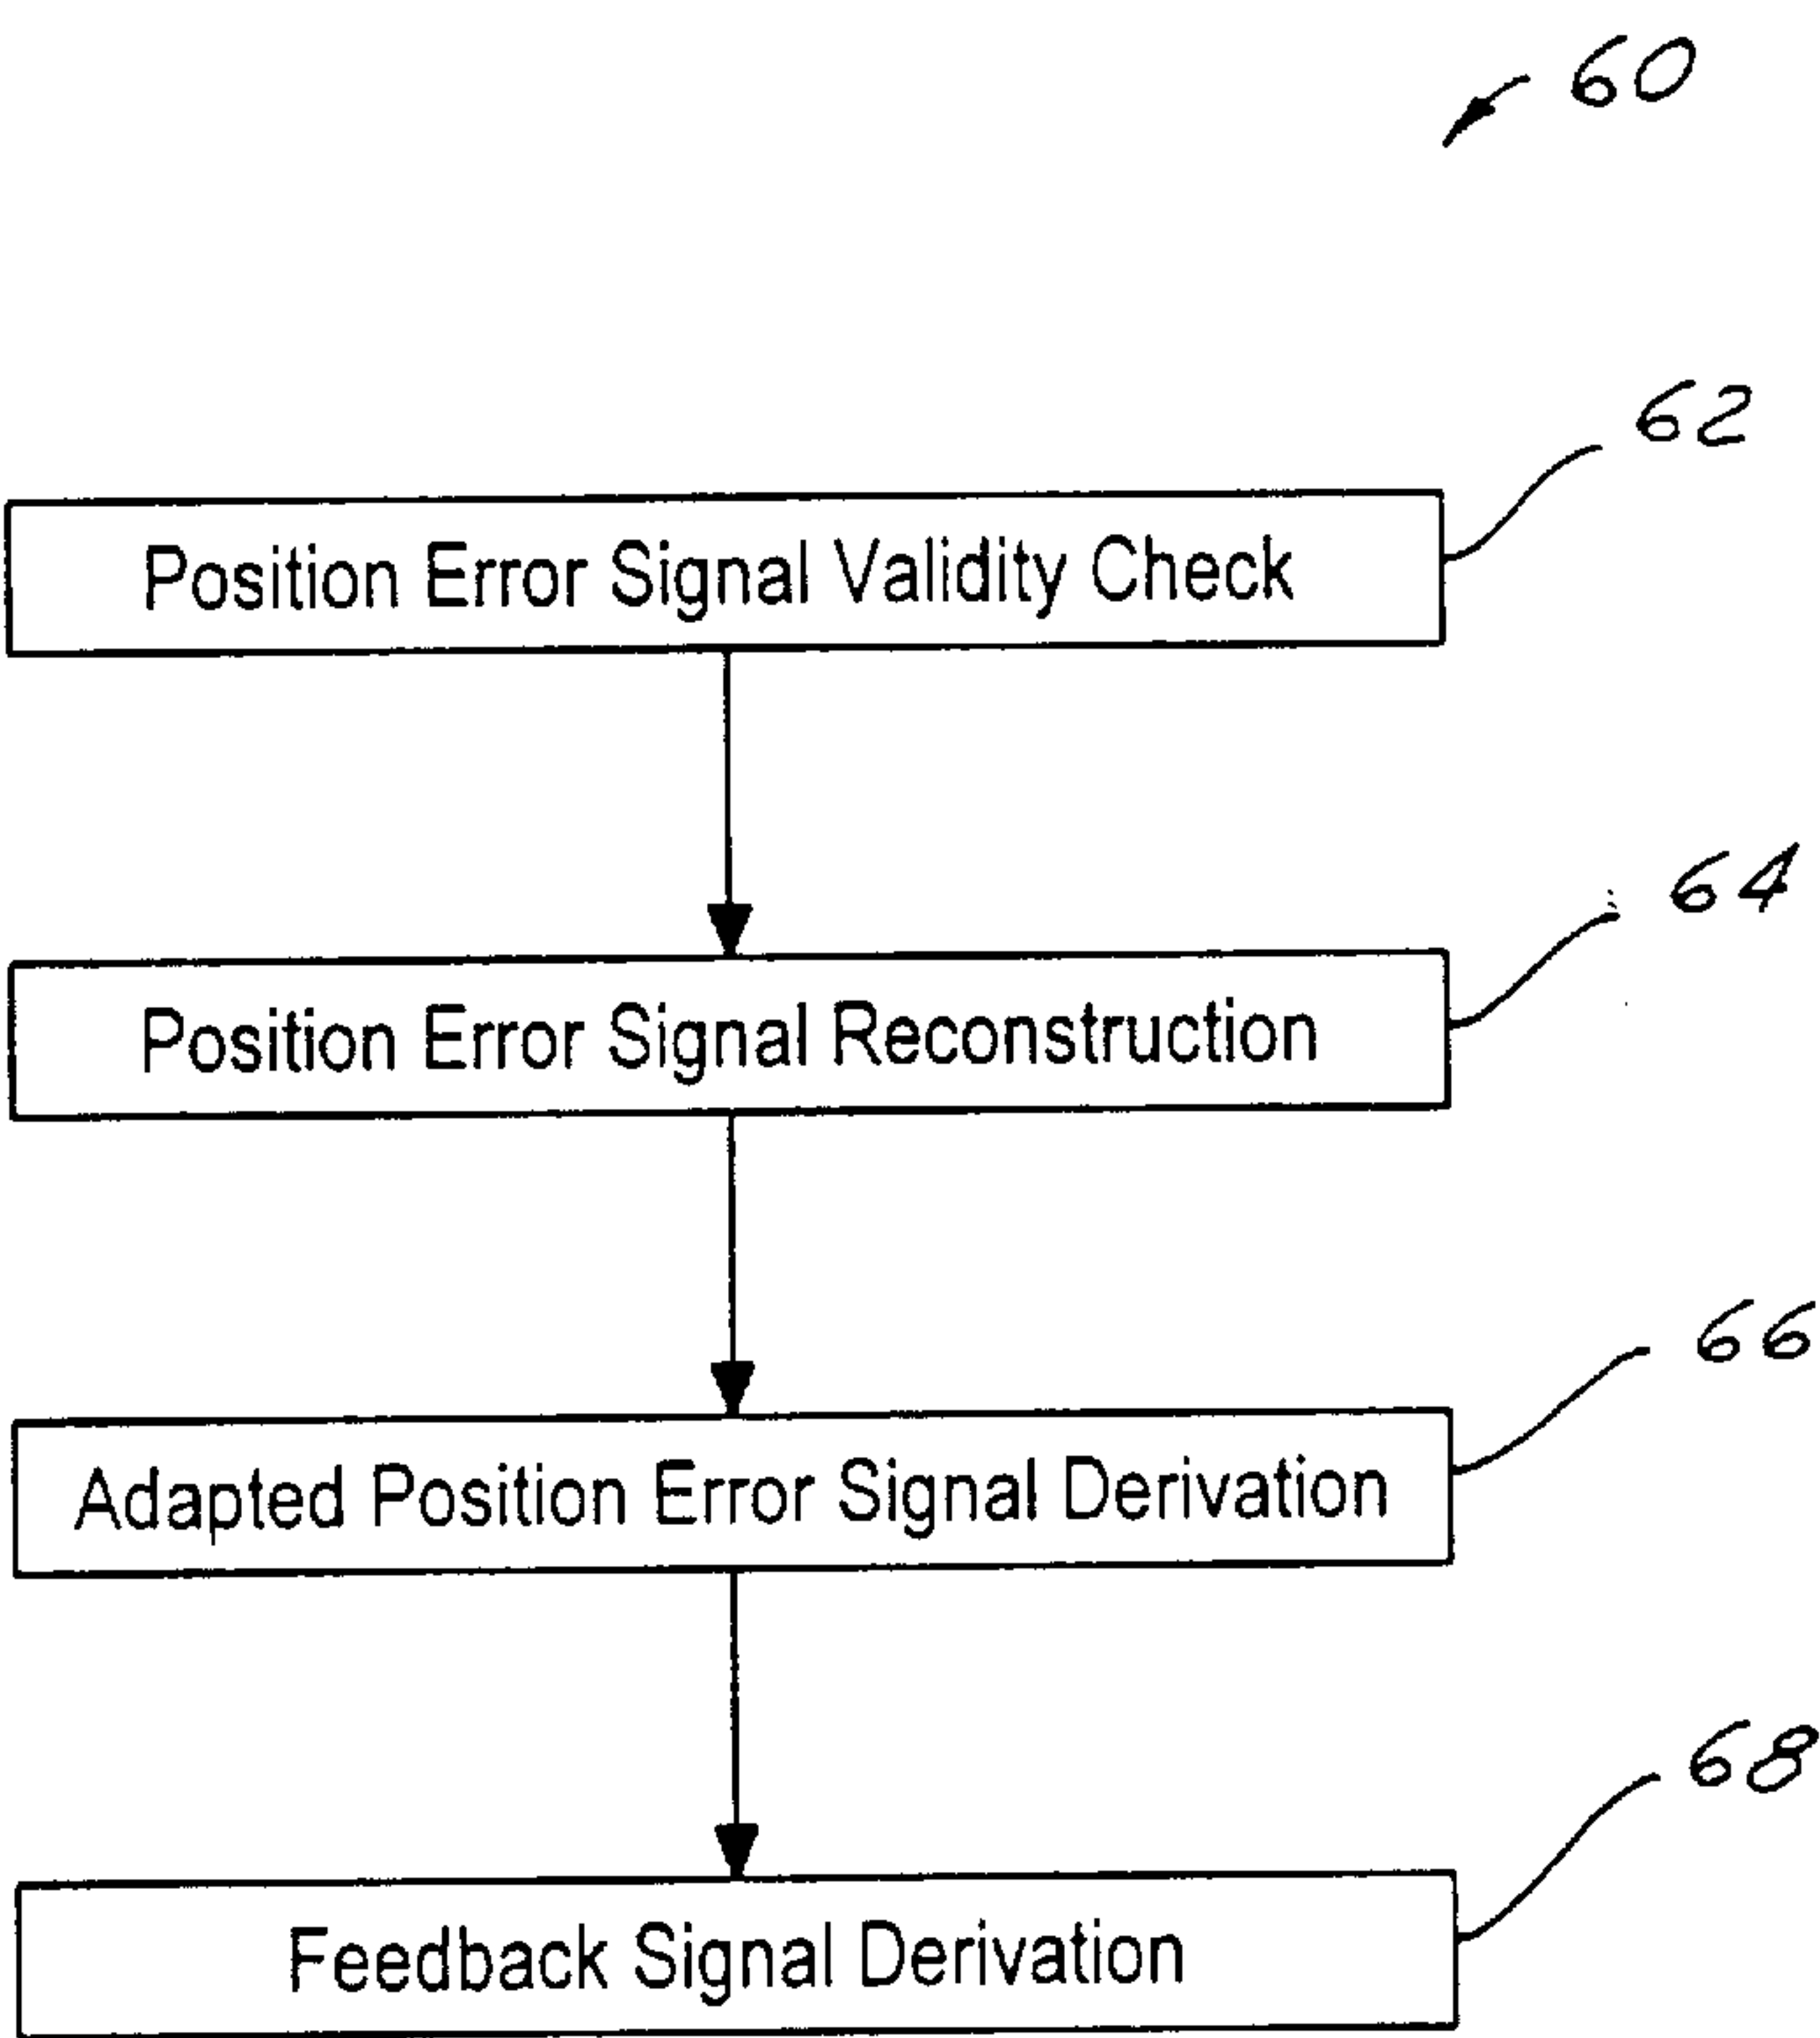 60
62
Position Error Signal Validity Check
64
Position Error Signal Reconstruction
66
Adapted Position Error Signal Derivation
68
Feedback Signal Derivation